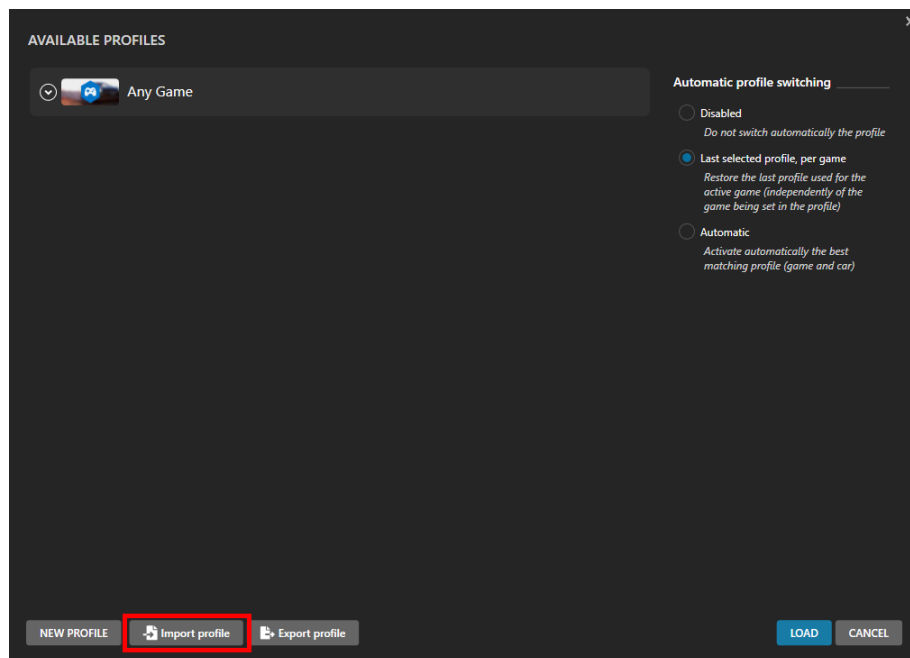 AVAILABLE PROFILES
Any Game
Automatic profile switching
Disabled
Do not switch automatically the profile
Last selected profile, per game
Restore the last profile used for the
active game (independently of the
game being set in the profile)
Automatic
Activate automatically the best
matching profile (game and car)
NEW PROFILE
Import profile
Export profile
LOAD
CANCEL